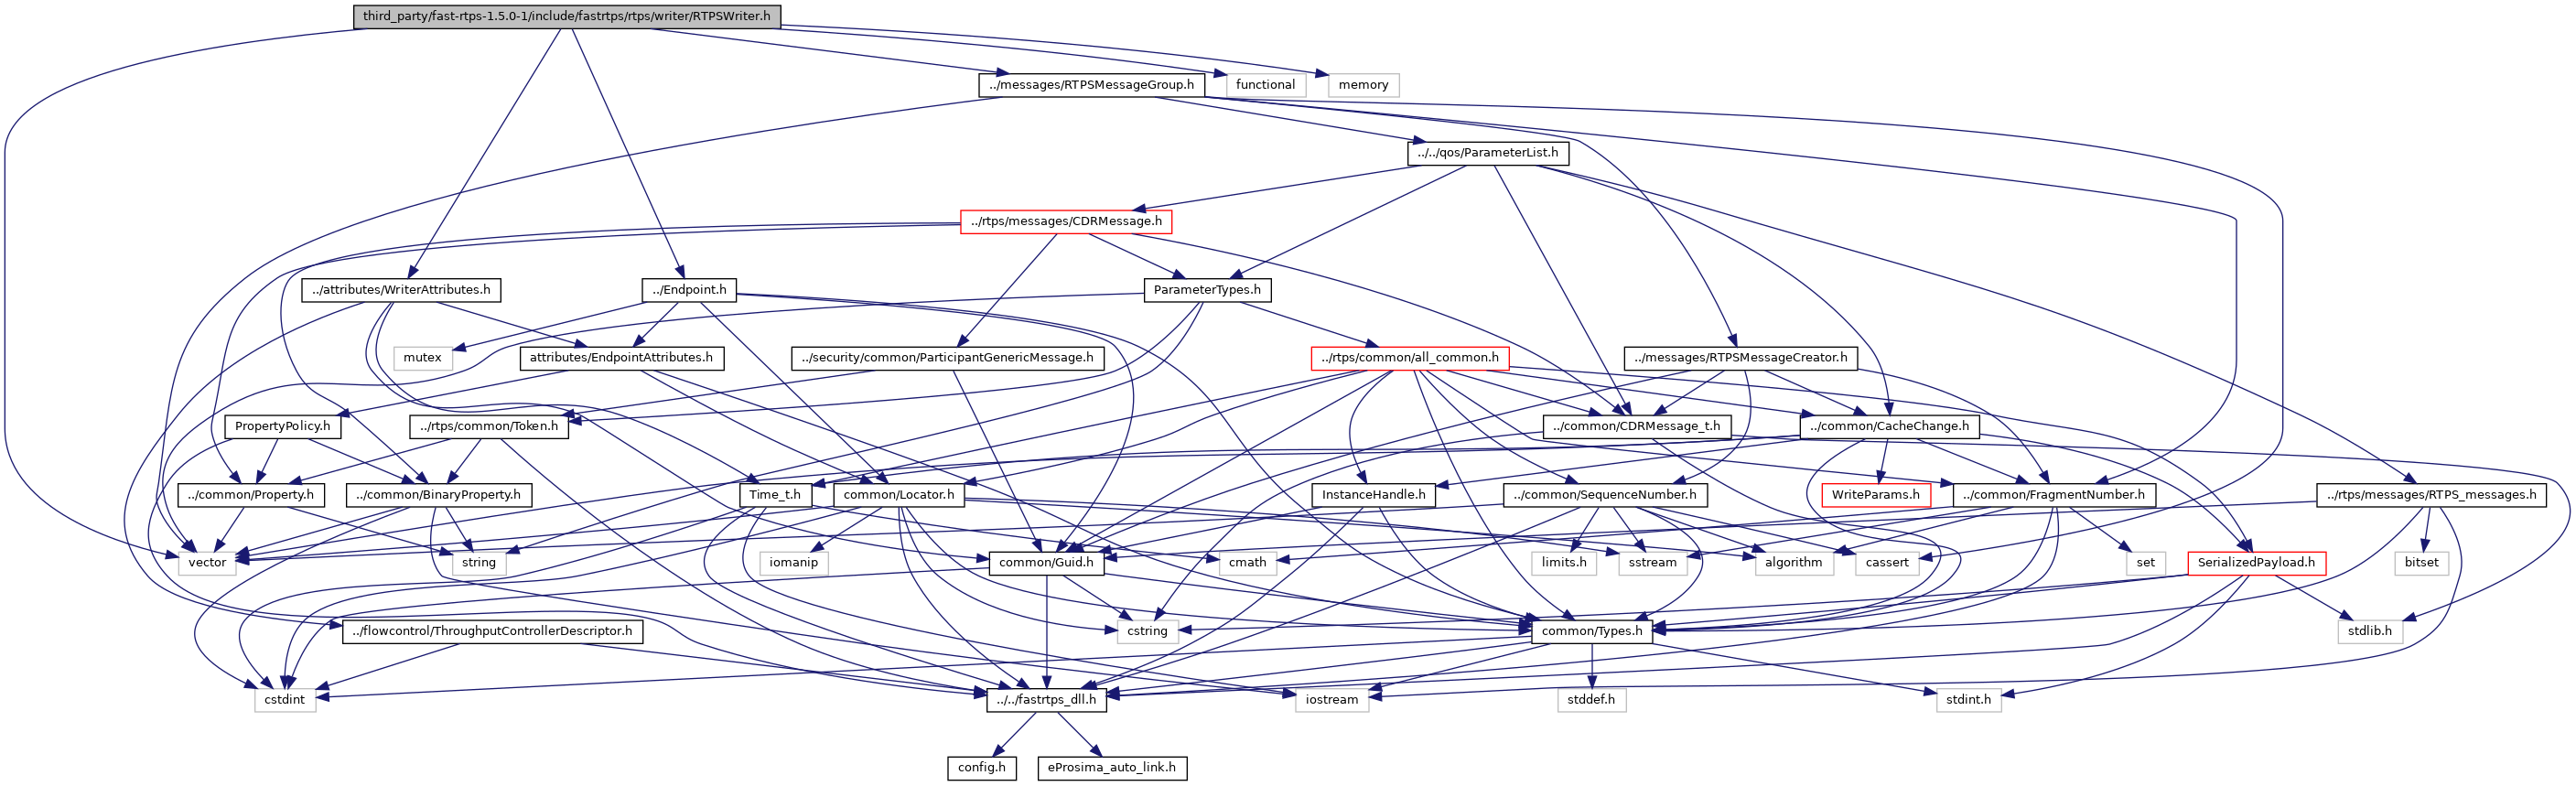 third_party/fast-rtps-1.5.0-1/include/fastrtps/rtps/writer/RTPSWriter.h
../messages/RTPSMessageGroup.h
functional
memory
../../qos/ParameterList.h
../rtps/messages/CDRMessage.h
../attributes/WriterAttributes.h
../Endpoint.h
ParameterTypes.h
mutex
attributes/EndpointAttributes.h
../security/common/ParticipantGenericMessage.h
../rtps/common/all_common.h
../messages/RTPSMessageCreator.h
PropertyPolicy.h
../rtps/common/Token.h
../common/CDRMessage_t.h
../common/CacheChange.h
../common/Property.h
../common/BinaryProperty.h
Time_t.h
common/Locator.h
InstanceHandle.h
../common/SequenceNumber.h
WriteParams.h
../common/FragmentNumber.h
../rtps/messages/RTPS_messages.h
vector
string
iomanip
common/Guid.h
cmath
limits.h
sstream
algorithm
cassert
set
SerializedPayload.h
bitset
../flowcontrol/ThroughputControllerDescriptor.h
cstring
common/Types.h
stdlib.h
cstdint
../../fastrtps_dll.h
iostream
stddef.h
stdint.h
config.h
eProsima_auto_link.h